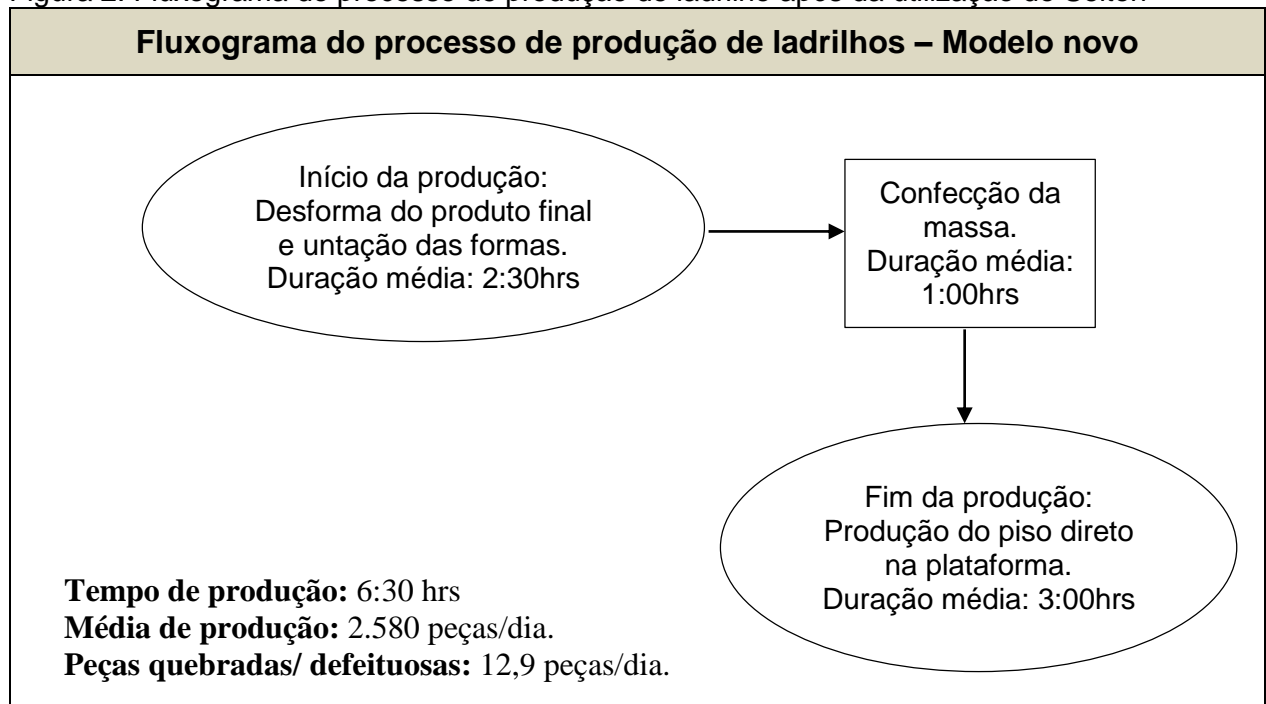 Fluxograma do processo de produção de ladrilhos – Modelo novo
Início da produção:
Desforma do produto final
e untação das formas.
Duração média: 2:30hrs
Confecção da
massa.
Duração média:
1:00hrs
Fim da produção:
Produção do piso direto
na plataforma.
Duração média: 3:00hrs
Tempo de produção: 6:30 hrs
Média de produção: 2.580 peças/dia.
Peças quebradas/ defeituosas: 12,9 peças/dia.